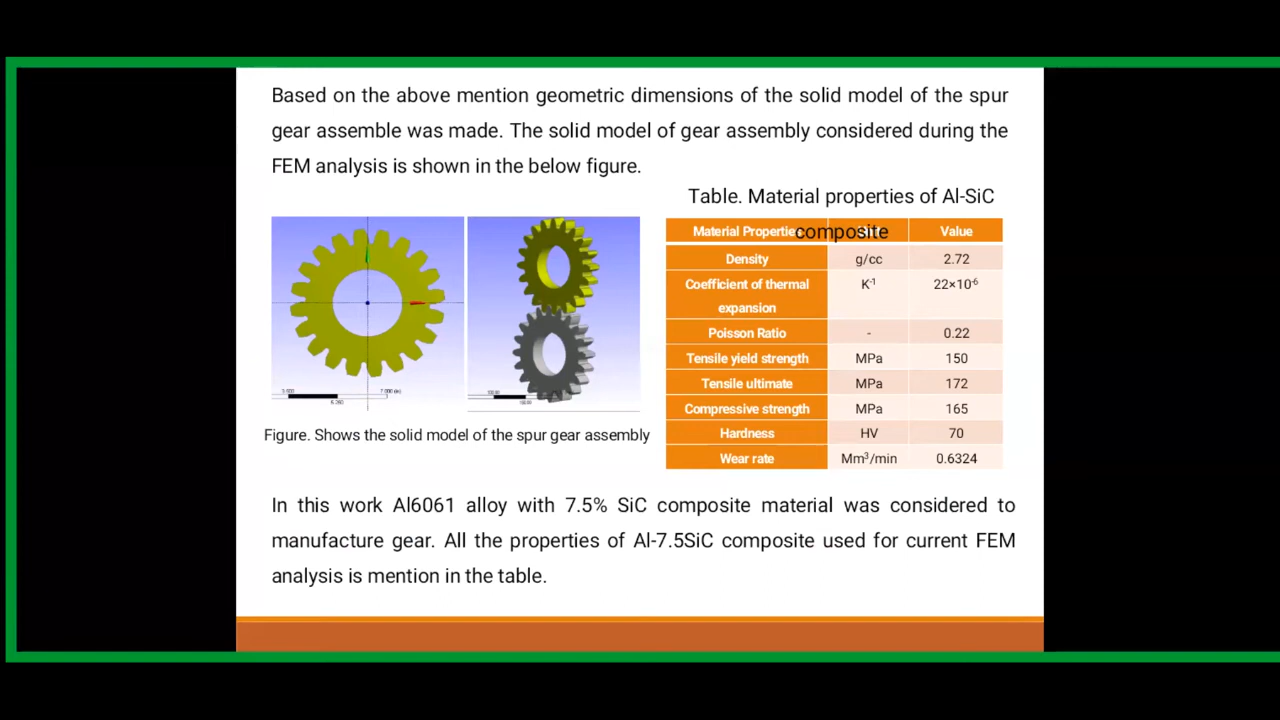 Based on the above mention geometric dimensions of the solid model of the spur
gear assemble was made. The solid model of gear assembly considered during the
FEM analysis is shown in the below figure.
Table. Material properties of Al-SiC
composite
Material Properties Value
Density g/cc 2.72
Coefficient of thermal expansion K⁻¹ 22×10⁻⁶
Poisson Ratio - 0.22
Tensile yield strength MPa 150
Tensile ultimate MPa 172
Compressive strength MPa 165
Hardness HV 70
Wear rate Mm³/min 0.6324
Figure. Shows the solid model of the spur gear assembly
In this work Al6061 alloy with 7.5% SiC composite material was considered to
manufacture gear. All the properties of Al-7.5SiC composite used for current FEM
analysis is mention in the table.